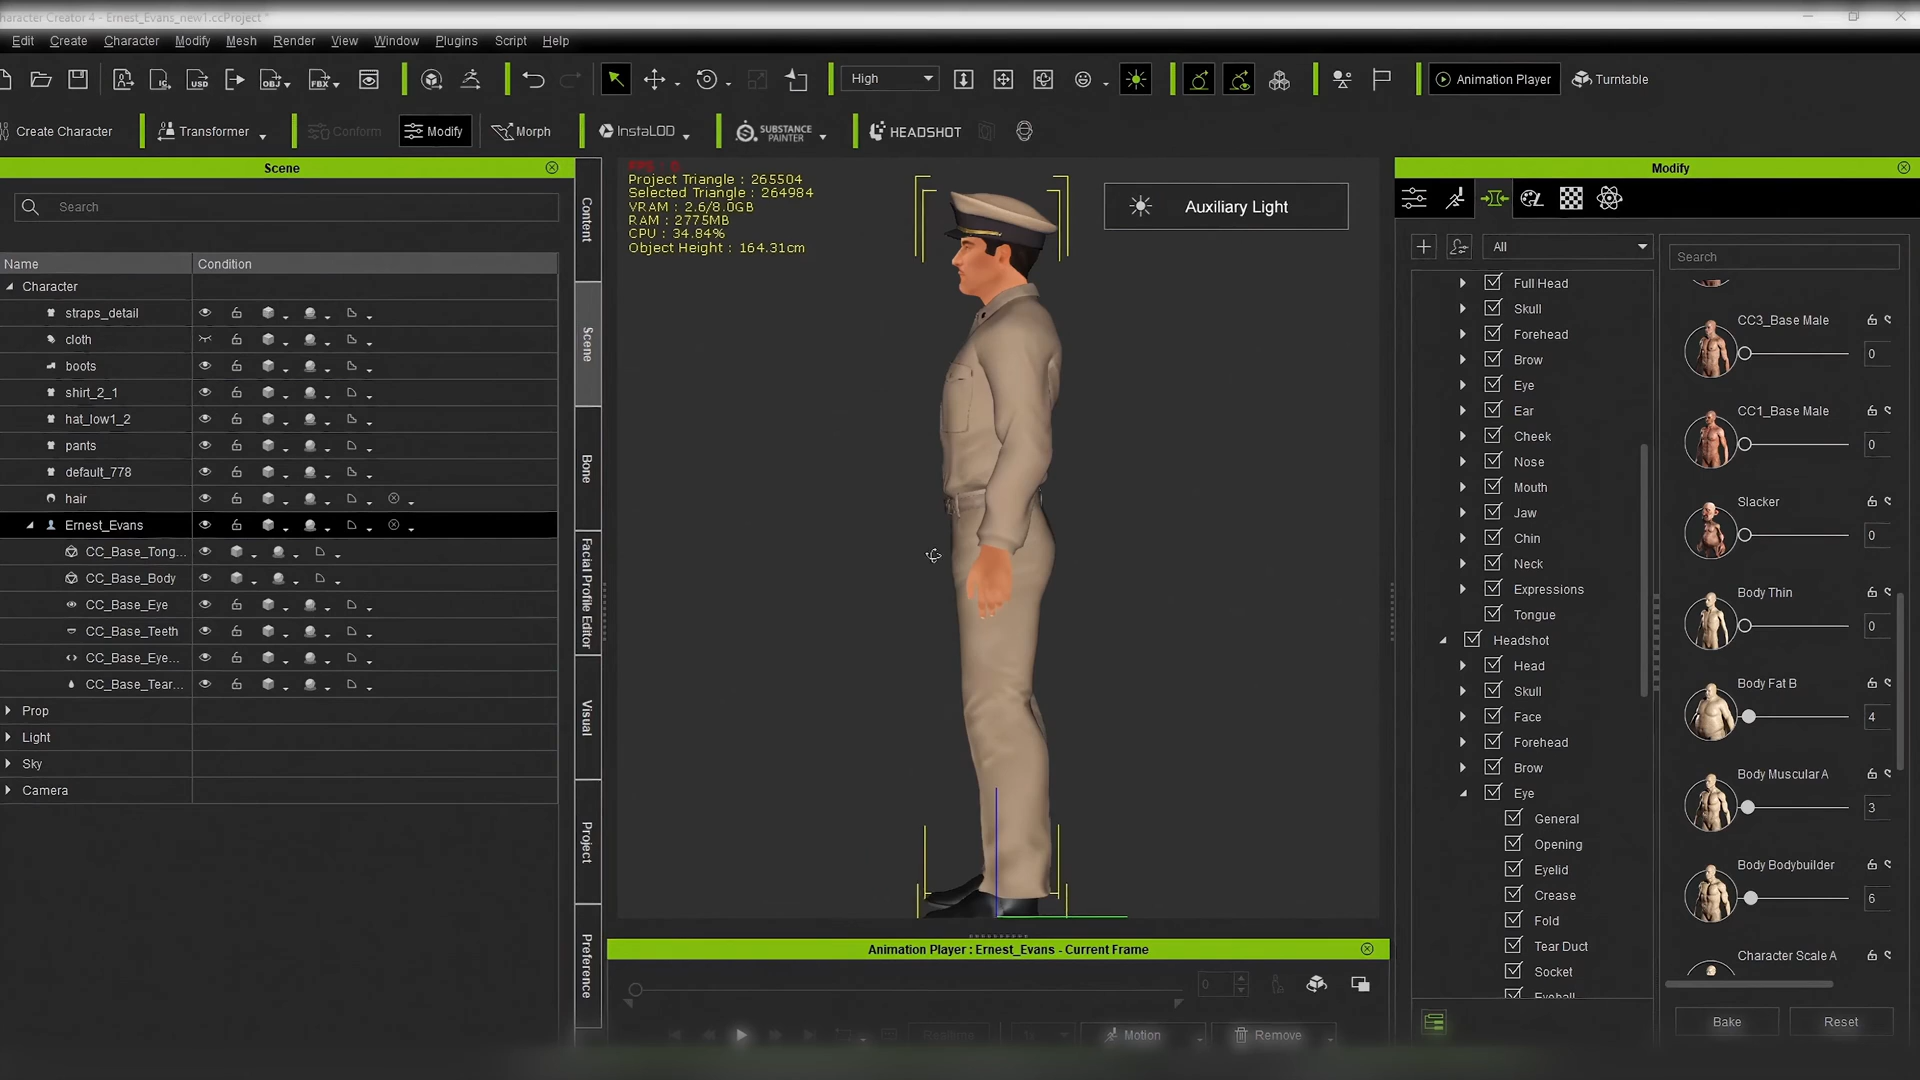 haracter Creator 4 - Ernest_Evans_new1.ccProject *
Edit Create Character Modify Mesh Render View Window Plugins Script Help
USD OBJ FBX High Animation Player Turntable
Create Character Transformer Conform Modify Morph InstaLOD SUBSTANCE PAINTER HEADSHOT
Scene
Search
Name Condition
Character
straps_detail
cloth
boots
shirt_2_1
hat_low1_2
pants
default_778
hair
Ernest_Evans
CC_Base_Tong...
CC_Base_Body
CC_Base_Eye
CC_Base_Teeth
CC_Base_Eye...
CC_Base_Tear...
Prop
Light
Sky
Camera
Content
Scene
Bone
Facial Profile Editor
Visual
Project
Preference
Project Triangle : 265504
Selected Triangle : 264984
VRAM : 2.6/8.0GB
RAM : 2775MB
CPU : 34.84%
Object Height : 164.31cm
Auxiliary Light
Animation Player : Ernest_Evans - Current Frame
0
Realtime 1x Motion Remove
Modify
All
Full Head
Skull
Forehead
Brow
Eye
Ear
Cheek
Nose
Mouth
Jaw
Chin
Neck
Expressions
Tongue
Headshot
Head
Skull
Face
Forehead
Brow
Eye
General
Opening
Eyelid
Crease
Fold
Tear Duct
Socket
Eyeball
Search
CC3_Base Male
0
CC1_Base Male
0
Slacker
0
Body Thin
0
Body Fat B
4
Body Muscular A
3
Body Bodybuilder
6
Character Scale A
Bake Reset